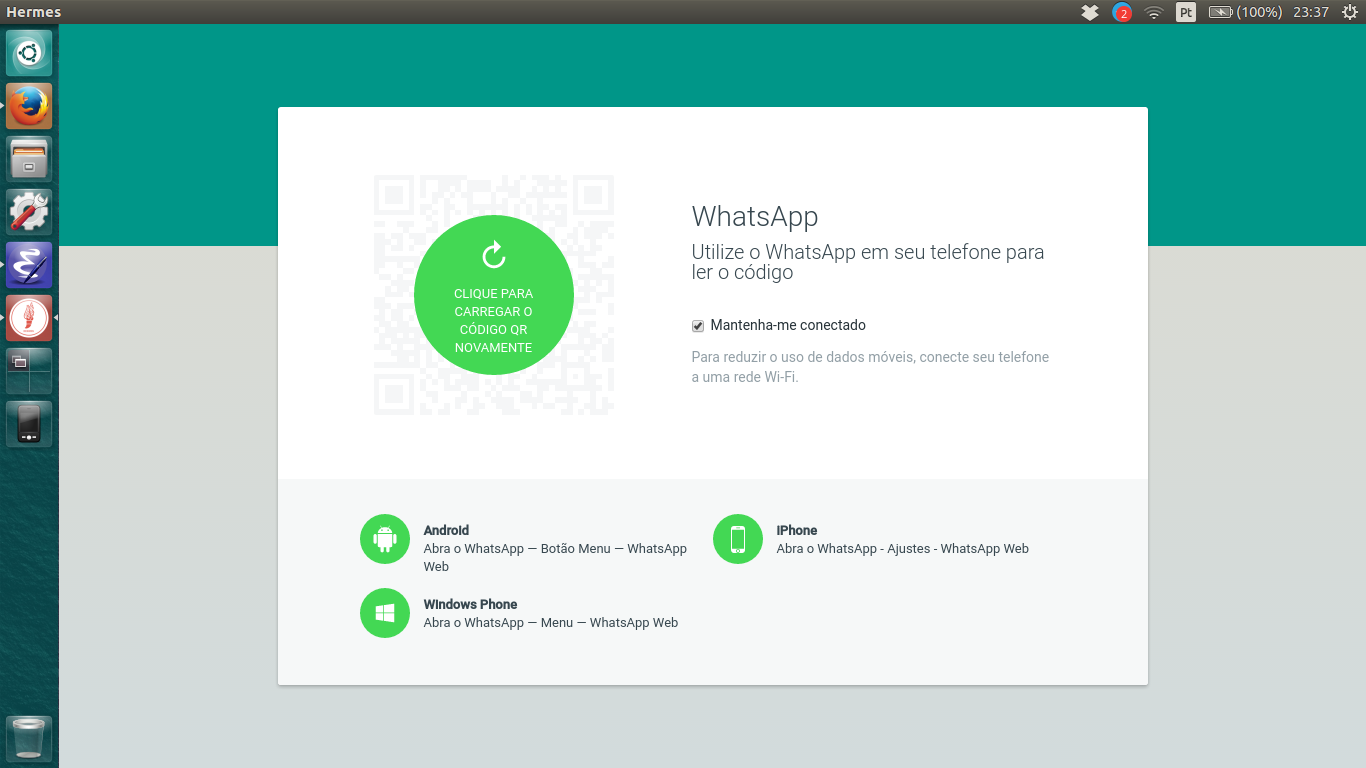 Hermes
2
Pt
(100%)
23:37
CLIQUE PARA
CARREGAR O
CÓDIGO QR
NOVAMENTE
WhatsApp
Utilize o WhatsApp em seu telefone para
ler o código
Mantenha-me conectado
Para reduzir o uso de dados móveis, conecte seu telefone
a uma rede Wi-Fi.
Android
Abra o WhatsApp — Botão Menu — WhatsApp
Web
iPhone
Abra o WhatsApp - Ajustes - WhatsApp Web
Windows Phone
Abra o WhatsApp — Menu — WhatsApp Web